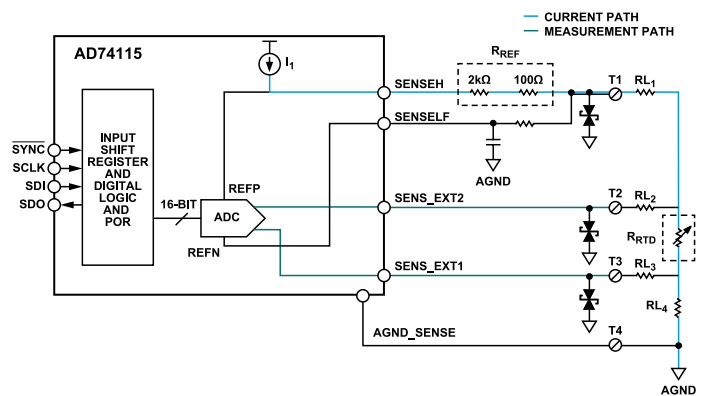 CURRENT PATH
MEASUREMENT PATH
AD74115
I1
RREF
2kΩ
100Ω
SENSEH
T1
RL1
SENSELF
AGND
SYNC
SCLK
SDI
SDO
INPUT
SHIFT
REGISTER
AND
DIGITAL
LOGIC
AND
POR
16-BIT
REFP
ADC
REFN
SENS_EXT2
T2
RL2
RRTD
SENS_EXT1
T3
RL3
RL4
AGND_SENSE
T4
AGND